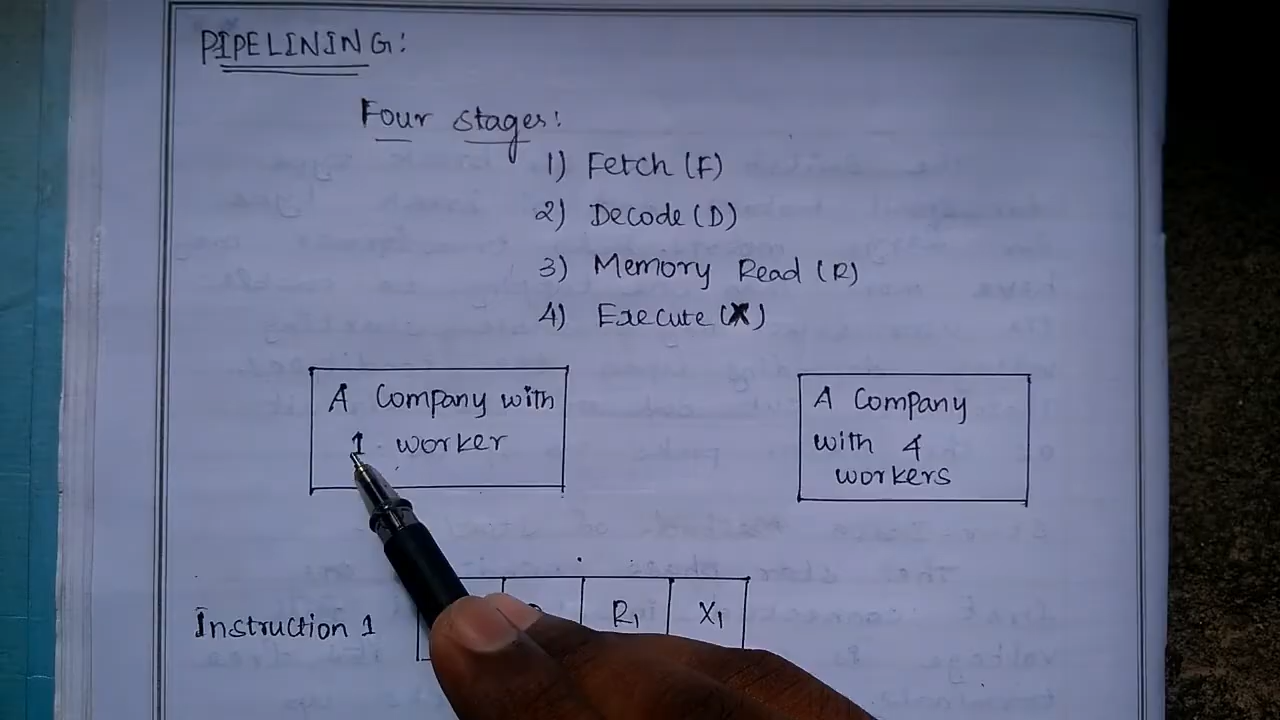 PIPELINING:
Four stages:
1) Fetch (F)
2) Decode (D)
3) Memory Read (R)
4) Execute (X)
A Company with
1 worker
A Company
with 4
workers
Instruction 1
R1
X1